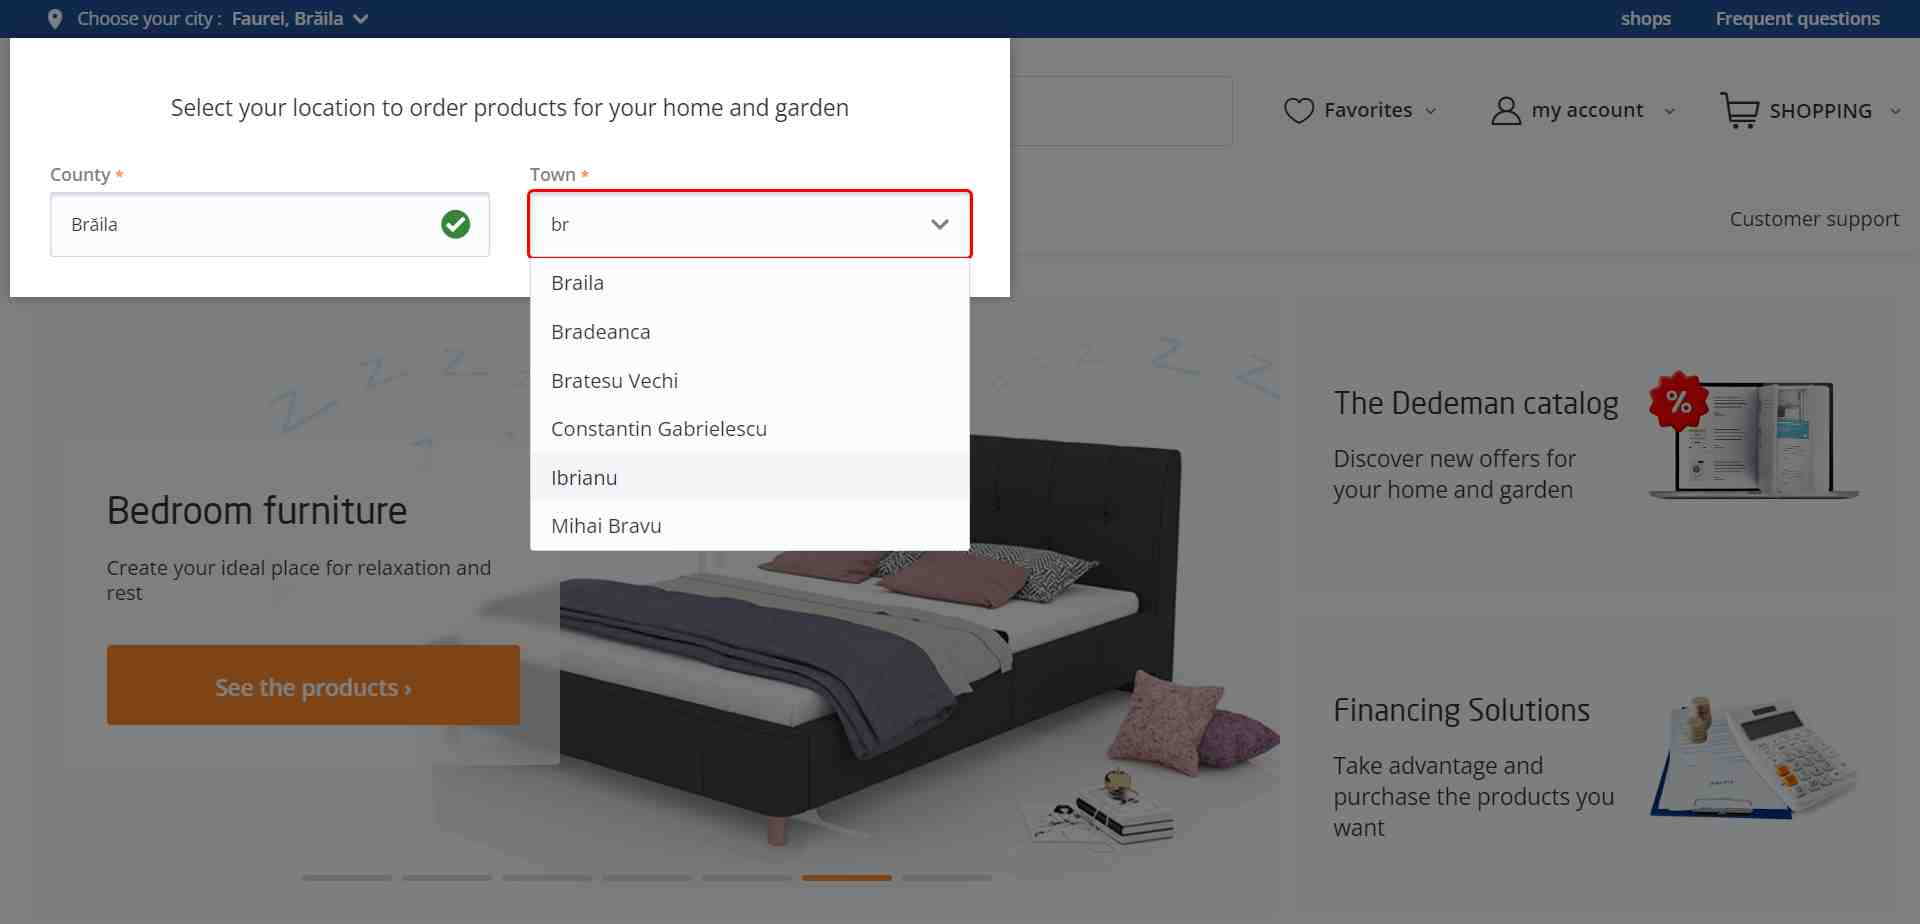 Choose your city : Faurei, Brăila
shops
Frequent questions
Select your location to order products for your home and garden
County *
Town *
Brăila
br
Braila
Bradeanca
Bratesu Vechi
Constantin Gabrielescu
Ibrianu
Mihai Bravu
Favorites
my account
SHOPPING
Customer support
Bedroom furniture
Create your ideal place for relaxation and
rest
See the products ›
The Dedeman catalog
Discover new offers for
your home and garden
%
Financing Solutions
Take advantage and
purchase the products you
want